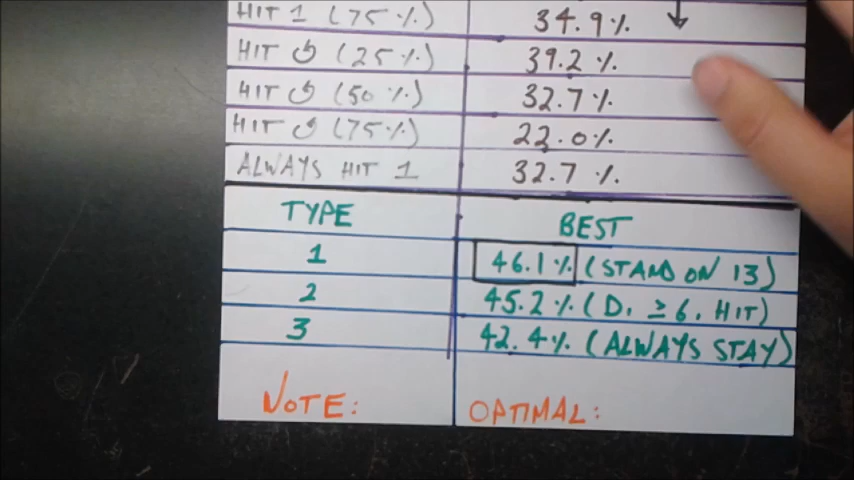 HIT 1 (75%) 34.9%
HIT ↺ (25%) 39.2%
HIT ↺ (50%) 32.7%
HIT ↺ (75%) 22.0%
ALWAYS HIT 1 32.7%
TYPE BEST
1 46.1% (STAND ON 13)
2 45.2% (D. ≥ 6. HIT)
3 42.4% (ALWAYS STAY)
NOTE: OPTIMAL: